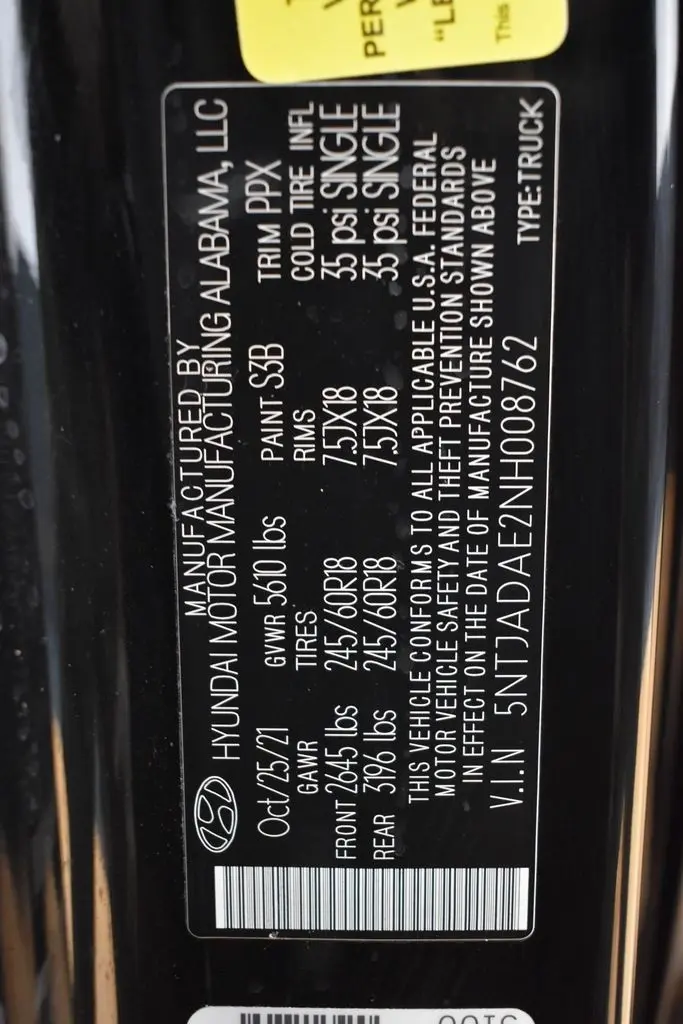 PER
"LE
This
MANUFACTURED BY
HYUNDAI MOTOR MANUFACTURING ALABAMA, LLC
Oct/25/21 GVWR 5610 lbs PAINT S3B TRIM PPX
GAWR TIRES RIMS COLD TIRE INFL
FRONT 2645 lbs 245/60R18 7.5JX18 35 psi SINGLE
REAR 3196 lbs 245/60R18 7.5JX18 35 psi SINGLE
THIS VEHICLE CONFORMS TO ALL APPLICABLE U.S.A. FEDERAL
MOTOR VEHICLE SAFETY AND THEFT PREVENTION STANDARDS
IN EFFECT ON THE DATE OF MANUFACTURE SHOWN ABOVE
V.I.N 5NTJADAE2NH008762 TYPE:TRUCK